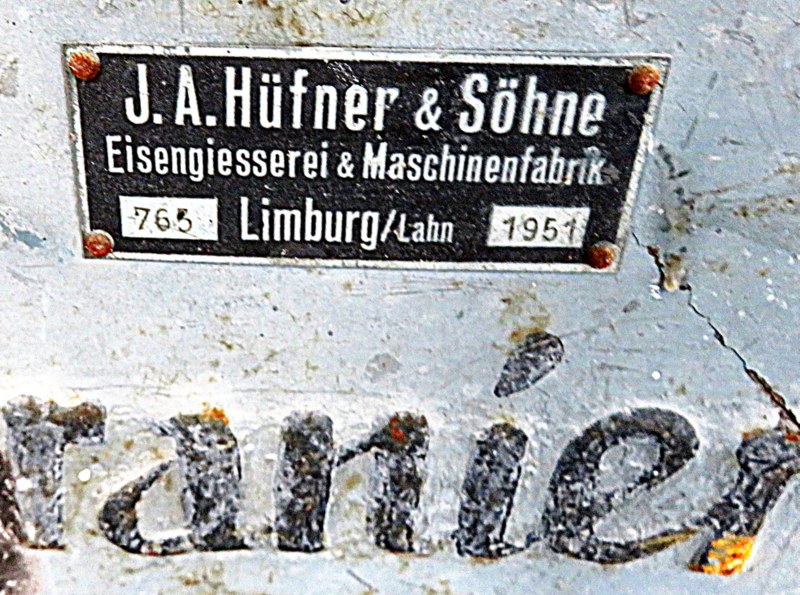 J. A. Hüfner & Söhne
Eisengiesserei & Maschinenfabrik
765 Limburg/Lahn 1951
ranier